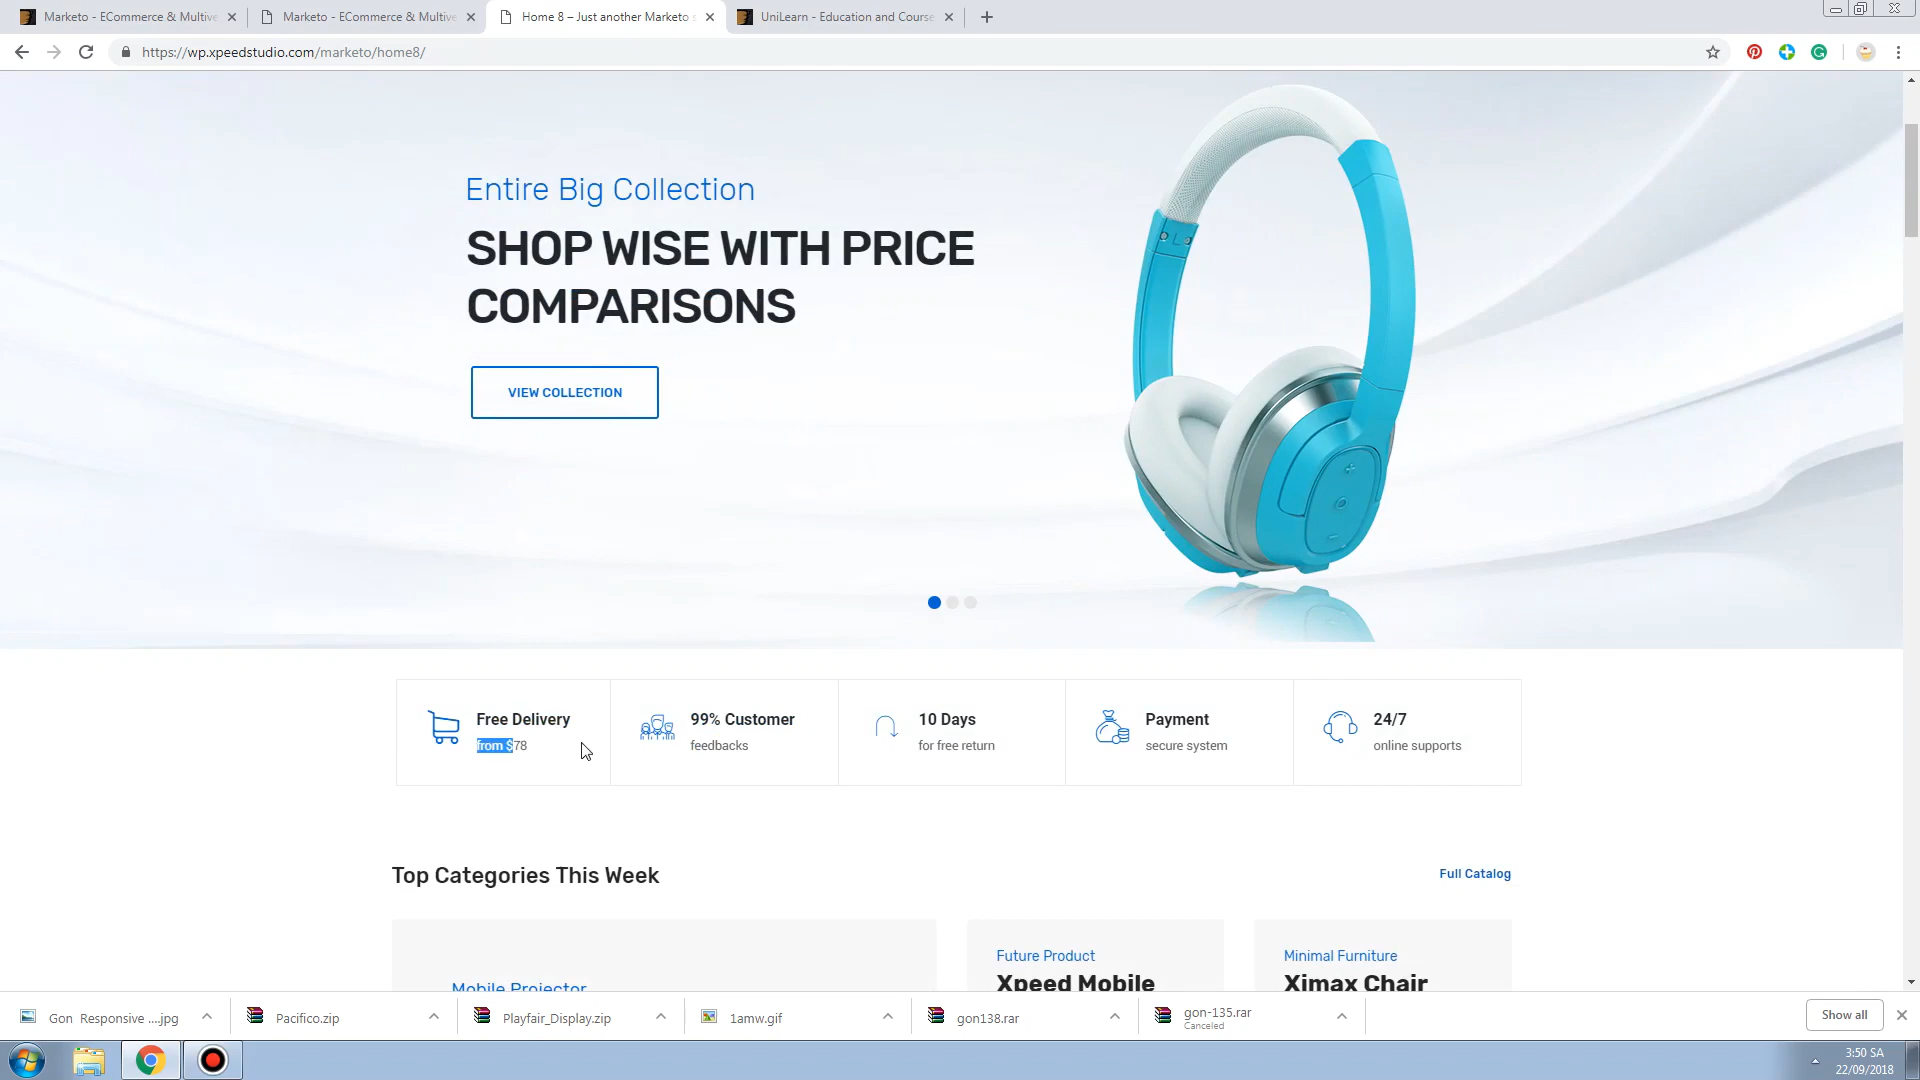 Marketo - ECommerce & Multive
Marketo - ECommerce & Multive
Home 8 – Just another Marketo s
UniLearn - Education and Course
https://wp.xpeedstudio.com/marketo/home8/
Entire Big Collection
SHOP WISE WITH PRICE
COMPARISONS
VIEW COLLECTION
L
Free Delivery
from $78
99% Customer
feedbacks
10 Days
for free return
Payment
secure system
24/7
online supports
Top Categories This Week
Full Catalog
Mobile Projector
Future Product
Xpeed Mobile
Minimal Furniture
Ximax Chair
Gon Responsive ....jpg
Pacifico.zip
Playfair_Display.zip
1amw.gif
gon138.rar
gon-135.rar
Canceled
Show all
3:50 SA
22/09/2018